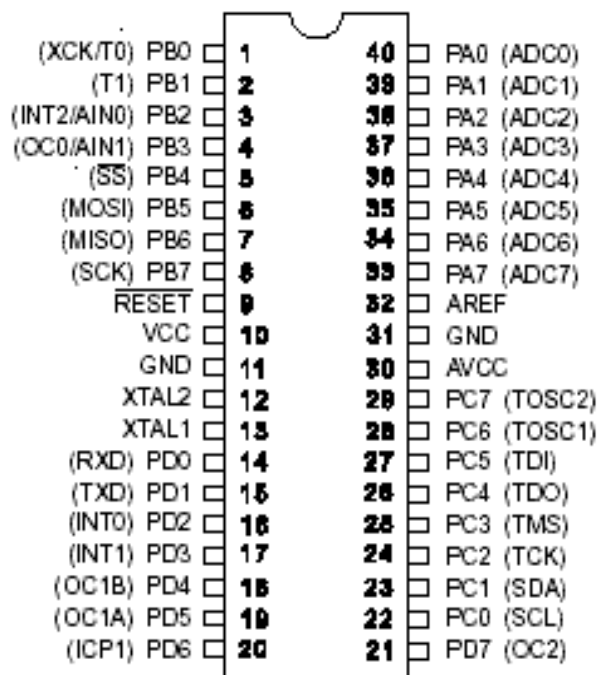 (XCK/T0) PB0 1 40 PA0 (ADC0)
(T1) PB1 2 39 PA1 (ADC1)
(INT2/AIN0) PB2 3 38 PA2 (ADC2)
(OC0/AIN1) PB3 4 37 PA3 (ADC3)
(SS) PB4 5 36 PA4 (ADC4)
(MOSI) PB5 6 35 PA5 (ADC5)
(MISO) PB6 7 34 PA6 (ADC6)
(SCK) PB7 8 33 PA7 (ADC7)
RESET 9 32 AREF
VCC 10 31 GND
GND 11 30 AVCC
XTAL2 12 29 PC7 (TOSC2)
XTAL1 13 28 PC6 (TOSC1)
(RXD) PD0 14 27 PC5 (TDI)
(TXD) PD1 15 26 PC4 (TDO)
(INT0) PD2 16 25 PC3 (TMS)
(INT1) PD3 17 24 PC2 (TCK)
(OC1B) PD4 18 23 PC1 (SDA)
(OC1A) PD5 19 22 PC0 (SCL)
(ICP1) PD6 20 21 PD7 (OC2)